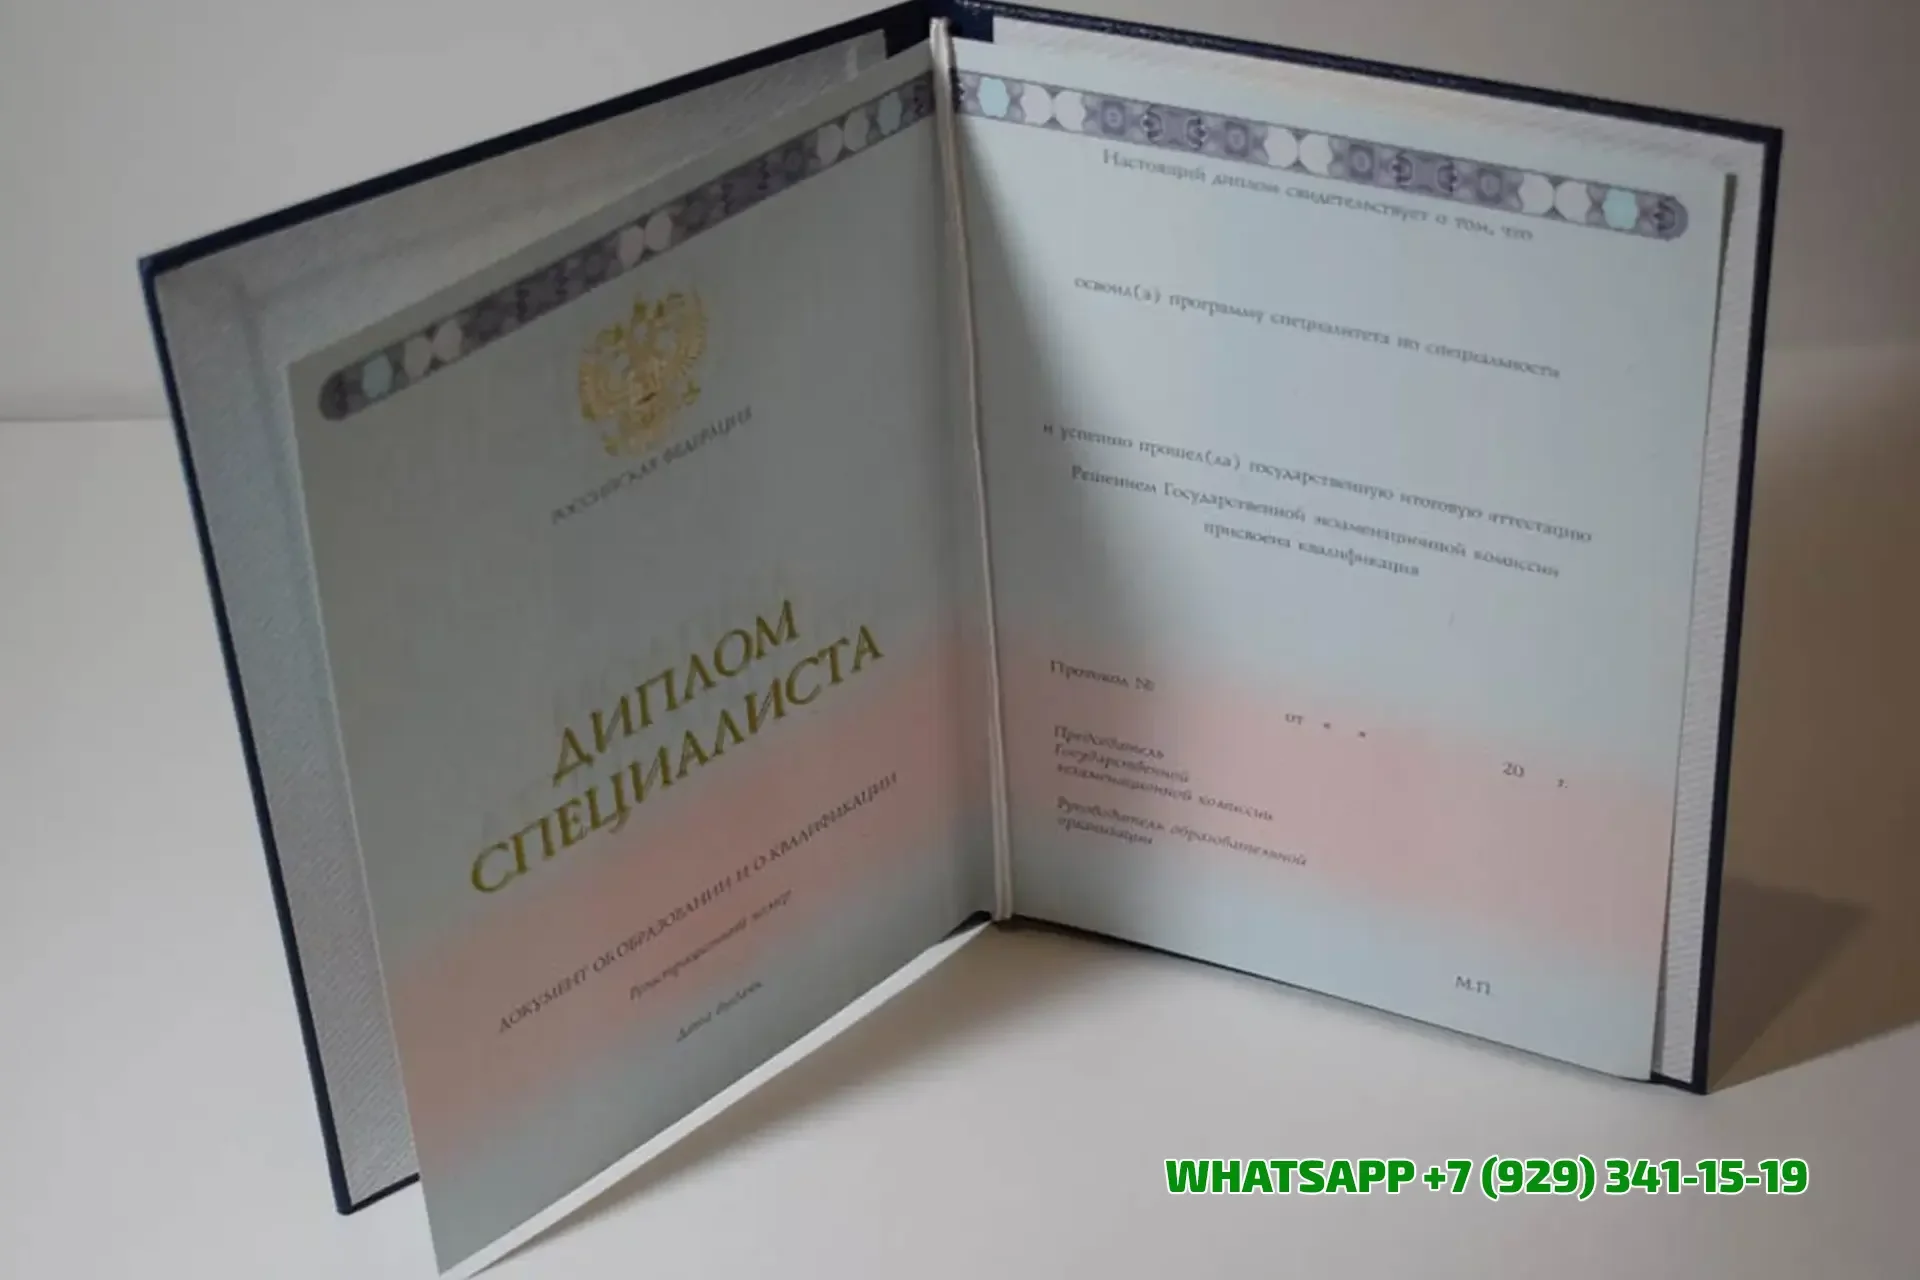 РОССИЙСКАЯ ФЕДЕРАЦИЯ
ДИПЛОМ
СПЕЦИАЛИСТА
ДОКУМЕНТ ОБ ОБРАЗОВАНИИ И О КВАЛИФИКАЦИИ
Регистрационный номер
Дата выдачи
Настоящий диплом свидетельствует о том, что
освоил(а) программу специалитета по специальности
и успешно прошел(ла) государственную итоговую аттестацию
Решением Государственной экзаменационной комиссии
присвоена квалификация
Протокол №
от « »
20 г.
Председатель
Государственной
экзаменационной комиссии
Руководитель образовательной
организации
М.П.
WHATSAPP +7 (929) 341-15-19